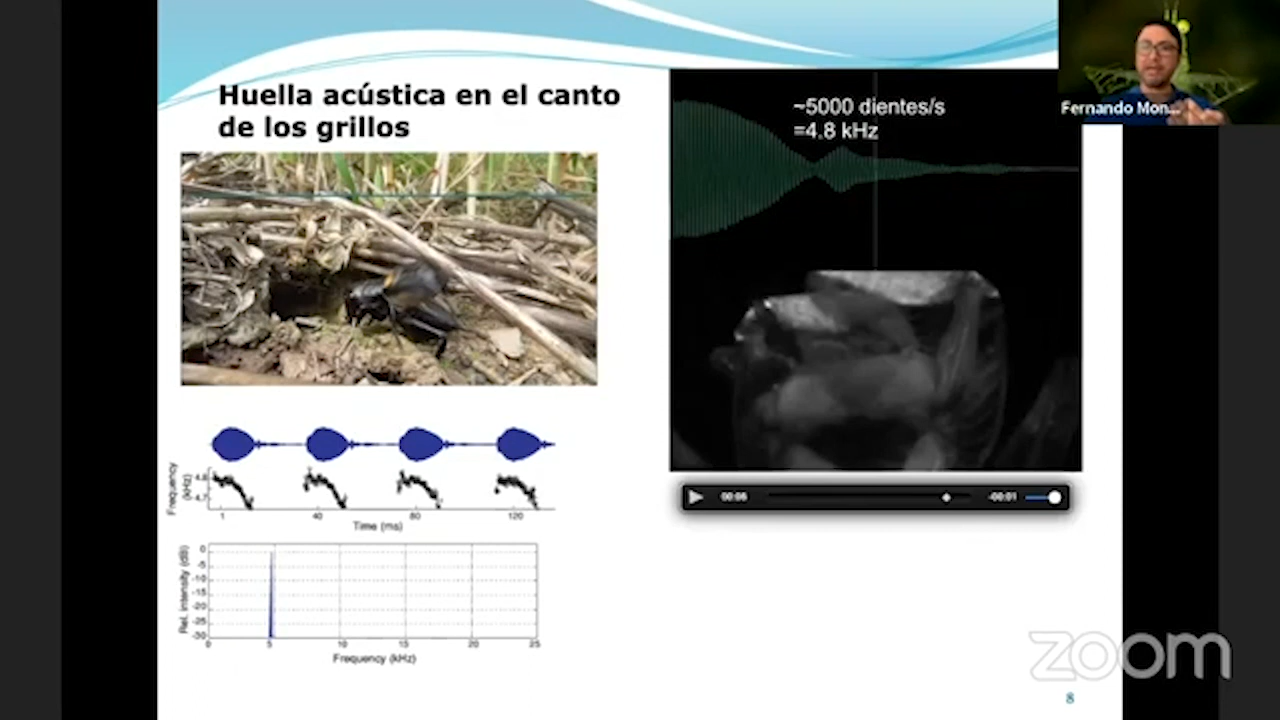 Huella acústica en el canto
de los grillos
~5000 dientes/s
=4.8 kHz
Fernando Mon...
Frequency
(kHz)
4.8
4.7
1 40 80 120
Time (ms)
Rel. intensity (dB)
0
-5
-10
-15
-20
-25
-30
0 5 10 15 20 25
Frequency (kHz)
00:06
-00:01
zoom
8